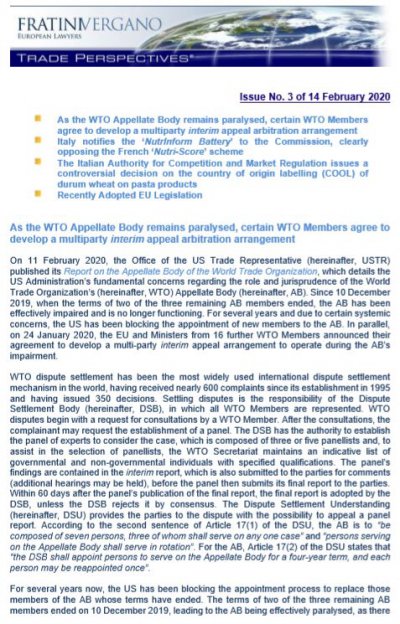 FRATINIVERGANO
EUROPEAN LAWYERS
TRADE PERSPECTIVES®
Issue No. 3 of 14 February 2020
As the WTO Appellate Body remains paralysed, certain WTO Members
agree to develop a multiparty interim appeal arbitration arrangement
Italy notifies the ‘NutrInform Battery’ to the Commission, clearly
opposing the French ‘Nutri-Score’ scheme
The Italian Authority for Competition and Market Regulation issues a
controversial decision on the country of origin labelling (COOL) of
durum wheat on pasta products
Recently Adopted EU Legislation
As the WTO Appellate Body remains paralysed, certain WTO Members agree to
develop a multiparty interim appeal arbitration arrangement
On 11 February 2020, the Office of the US Trade Representative (hereinafter, USTR)
published its Report on the Appellate Body of the World Trade Organization, which details the
US Administration’s fundamental concerns regarding the role and jurisprudence of the World
Trade Organization’s (hereinafter, WTO) Appellate Body (hereinafter, AB). Since 10 December
2019, when the terms of two of the three remaining AB members ended, the AB has been
effectively impaired and is no longer functioning. For several years and due to certain systemic
concerns, the US has been blocking the appointment of new members to the AB. In parallel,
on 24 January 2020, the EU and Ministers from 16 further WTO Members announced their
agreement to develop a multi-party interim appeal arrangement to operate during the AB’s
impairment.
WTO dispute settlement has been the most widely used international dispute settlement
mechanism in the world, having received nearly 600 complaints since its establishment in 1995
and having issued 350 decisions. Settling disputes is the responsibility of the Dispute
Settlement Body (hereinafter, DSB), in which all WTO Members are represented. WTO
disputes begin with a request for consultations by a WTO Member. After the consultations, the
complainant may request the establishment of a panel. The DSB has the authority to establish
the panel of experts to consider the case, which is composed of three or five panellists and, to
assist in the selection of panellists, the WTO Secretariat maintains an indicative list of
governmental and non-governmental individuals with specified qualifications. The panel’s
findings are contained in the interim report, which is also submitted to the parties for comments
(additional hearings may be held), before the panel then submits its final report to the parties.
Within 60 days after the panel’s publication of the final report, the final report is adopted by the
DSB, unless the DSB rejects it by consensus. The Dispute Settlement Understanding
(hereinafter, DSU) provides the parties to the dispute with the possibility to appeal a panel
report. According to the second sentence of Article 17(1) of the DSU, the AB is to “be
composed of seven persons, three of whom shall serve on any one case” and “persons serving
on the Appellate Body shall serve in rotation”. For the AB, Article 17(2) of the DSU states that
“the DSB shall appoint persons to serve on the Appellate Body for a four-year term, and each
person may be reappointed once”.
For several years now, the US has been blocking the appointment process to replace those
members of the AB whose terms have ended. The terms of two of the three remaining AB
members ended on 10 December 2019, leading to the AB being effectively paralysed, as there